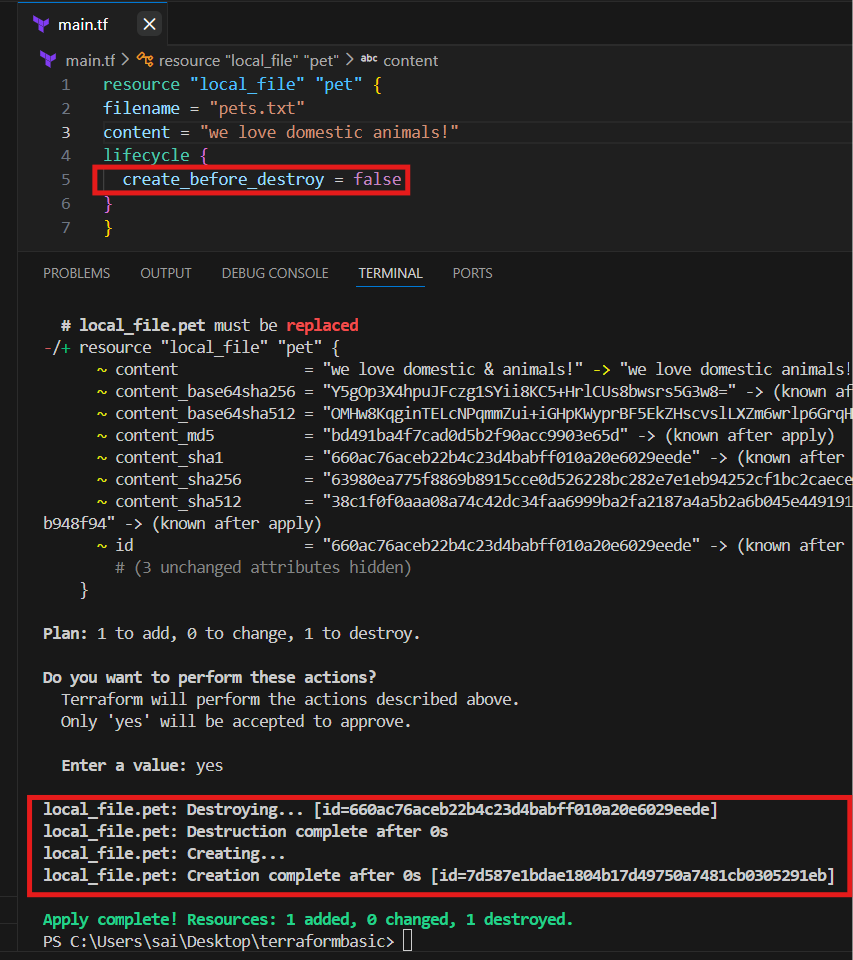 main.tf
main.tf > resource "local_file" "pet" > abc content
1 resource "local_file" "pet" {
2 filename = "pets.txt"
3 content = "we love domestic animals!"
4 lifecycle {
5 create_before_destroy = false
6 }
7 }
PROBLEMS OUTPUT DEBUG CONSOLE TERMINAL PORTS
# local_file.pet must be replaced
-/+ resource "local_file" "pet" {
~ content = "we love domestic & animals!" -> "we love domestic animals!
~ content_base64sha256 = "Y5gOp3X4hpuJFczg1SYii8KC5+HrlCUs8bwsrs5G3w8=" -> (known af
~ content_base64sha512 = "OMHw8KqginTELcNPqmmZui+iGHpKWyprBF5EkZHscvslLXZm6wrlp6GrqH
~ content_md5 = "bd491ba4f7cad0d5b2f90acc9903e65d" -> (known after apply)
~ content_sha1 = "660ac76aceb22b4c23d4babff010a20e6029eede" -> (known after
~ content_sha256 = "63980ea775f8869b8915cce0d526228bc282e7e1eb94252cf1bc2caece
~ content_sha512 = "38c1f0f0aaa08a74c42dc34faa6999ba2fa2187a4a5b2a6b045e449191
b948f94" -> (known after apply)
~ id = "660ac76aceb22b4c23d4babff010a20e6029eede" -> (known after
# (3 unchanged attributes hidden)
}
Plan: 1 to add, 0 to change, 1 to destroy.
Do you want to perform these actions?
Terraform will perform the actions described above.
Only 'yes' will be accepted to approve.
Enter a value: yes
local_file.pet: Destroying... [id=660ac76aceb22b4c23d4babff010a20e6029eede]
local_file.pet: Destruction complete after 0s
local_file.pet: Creating...
local_file.pet: Creation complete after 0s [id=7d587e1bdae1804b17d49750a7481cb0305291eb]
Apply complete! Resources: 1 added, 0 changed, 1 destroyed.
PS C:\Users\sai\Desktop\terraformbasic>